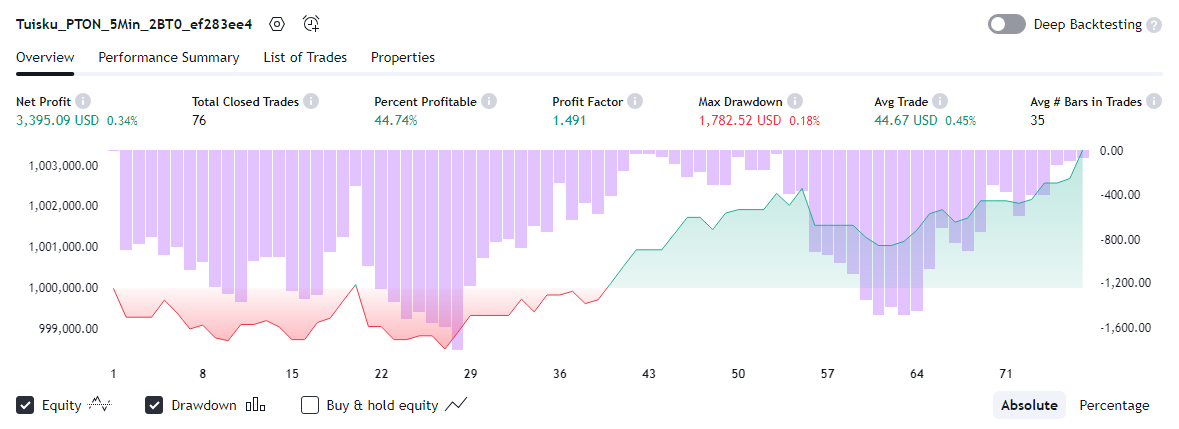 Tuisku_PTON_5Min_2BT0_ef283ee4
Deep Backtesting ?
Overview Performance Summary List of Trades Properties
Net Profit i Total Closed Trades i Percent Profitable i Profit Factor i Max Drawdown i Avg Trade i Avg # Bars in Trades i
3,395.09 USD 0.34% 76 44.74% 1.491 1,782.52 USD 0.18% 44.67 USD 0.45% 35
1,003,000.00
1,002,000.00
1,001,000.00
1,000,000.00
999,000.00
0.00
-400.00
-800.00
-1,200.00
-1,600.00
1 8 15 22 29 36 43 50 57 64 71
Equity Drawdown Buy & hold equity Absolute Percentage